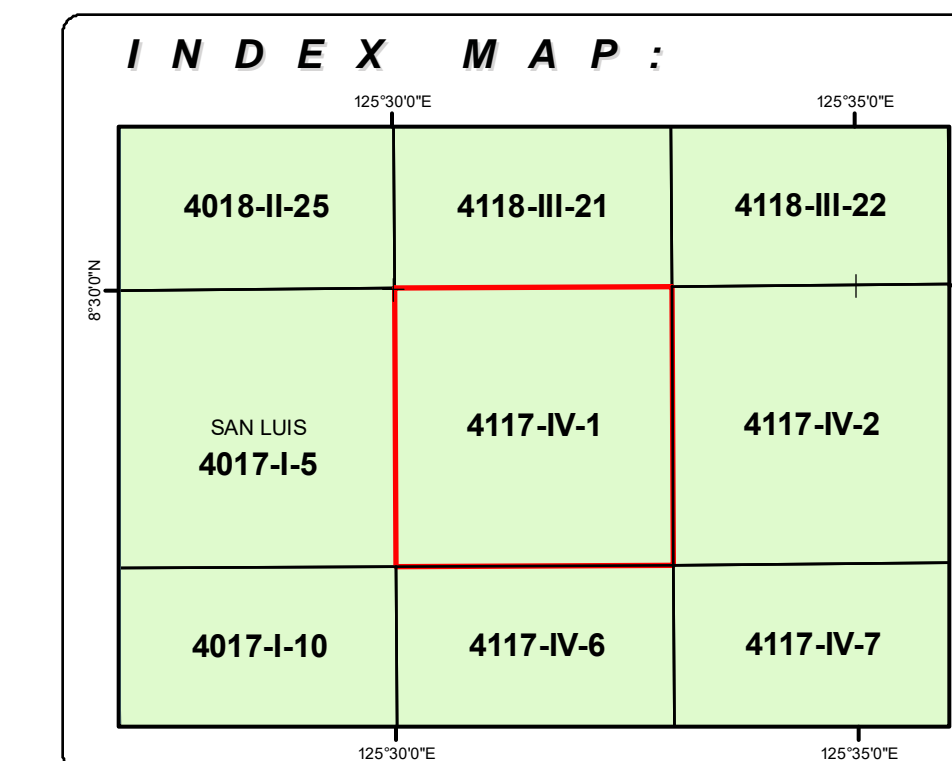 INDEX MAP:
125°30'0"E 125°35'0"E
4018-II-25 4118-III-21 4118-III-22
8°30'0"N
SAN LUIS
4017-I-5 4117-IV-1 4117-IV-2
4017-I-10 4117-IV-6 4117-IV-7
125°30'0"E 125°35'0"E